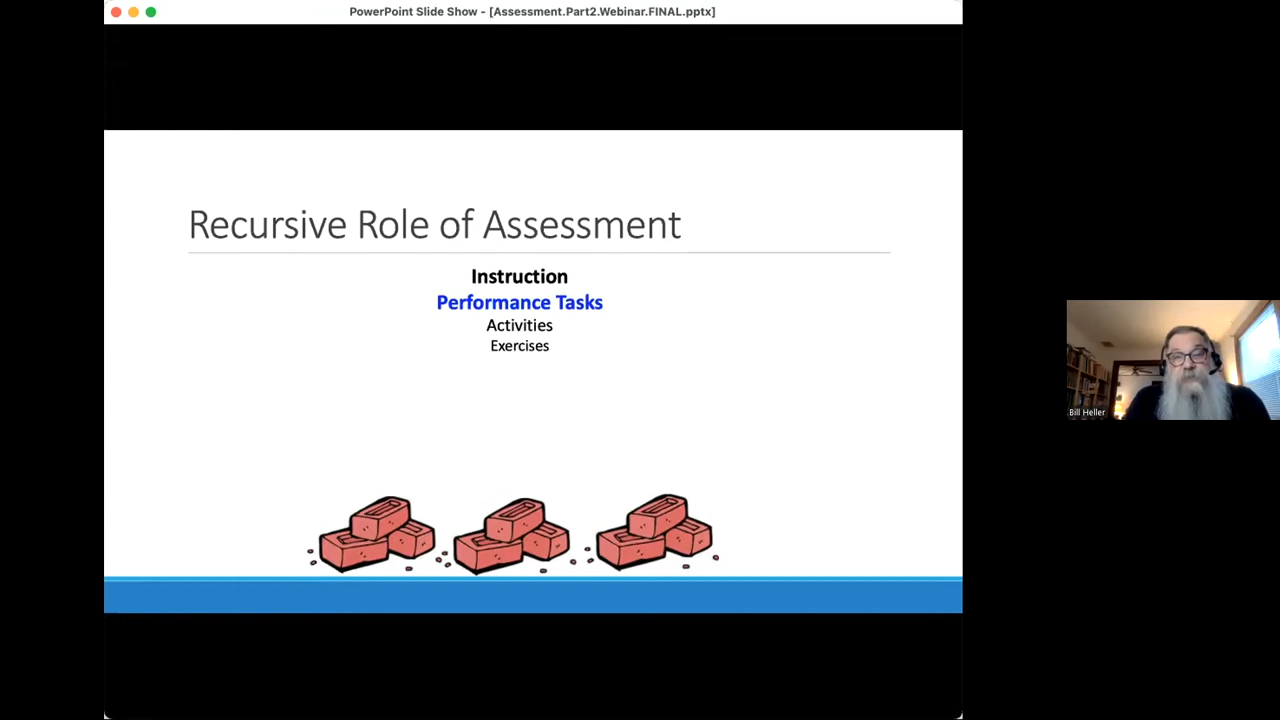 PowerPoint Slide Show - [Assessment.Part2.Webinar.FINAL.pptx]
Recursive Role of Assessment
Instruction
Performance Tasks
Activities
Exercises
Bill Heller